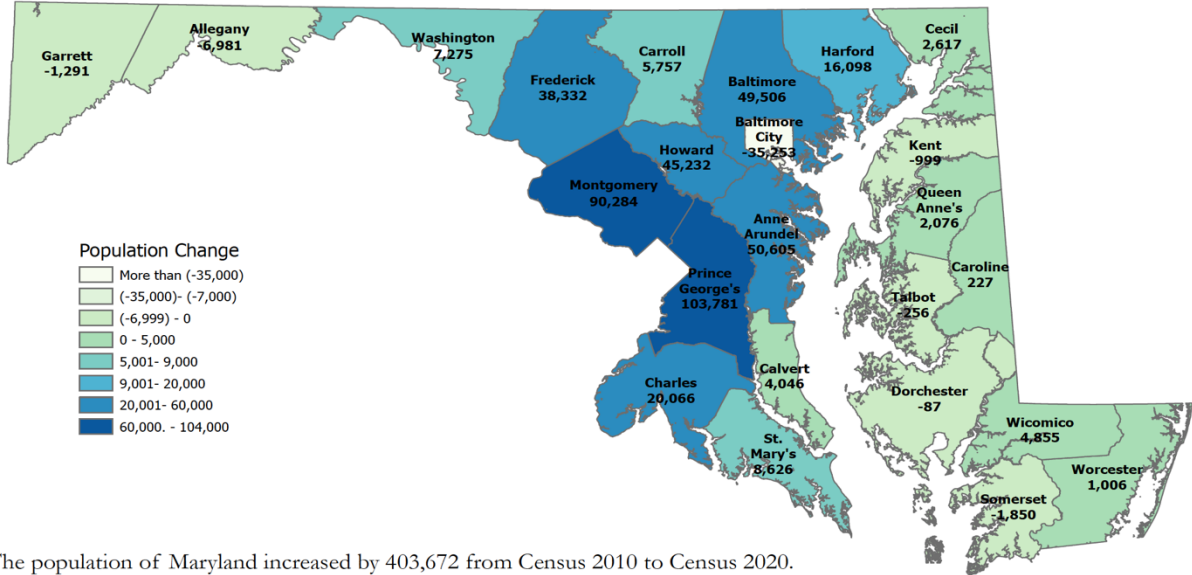 Garrett
-1,291
Allegany
-6,981
Washington
7,275
Frederick
38,332
Carroll
5,757
Baltimore
49,506
Baltimore
City
-35,253
Harford
16,098
Cecil
2,617
Kent
-999
Queen
Anne's
2,076
Caroline
227
Talbot
-256
Howard
45,232
Montgomery
90,284
Anne
Arundel
50,605
Prince
George's
103,781
Calvert
4,046
Charles
20,066
St.
Mary's
8,626
Dorchester
-87
Wicomico
4,855
Worcester
1,006
Somerset
-1,850
Population Change
More than (-35,000)
(-35,000)- (-7,000)
(-6,999) - 0
0 - 5,000
5,001- 9,000
9,001- 20,000
20,001- 60,000
60,000. - 104,000
The population of Maryland increased by 403,672 from Census 2010 to Census 2020.